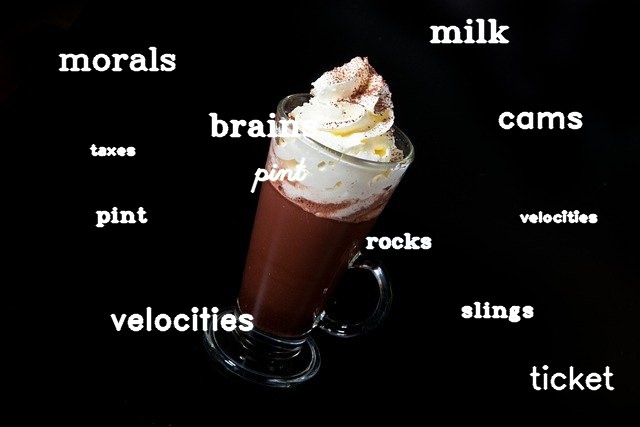 milk
morals
cams
brains
taxes
pint
pint
velocities
rocks
slings
velocities
ticket